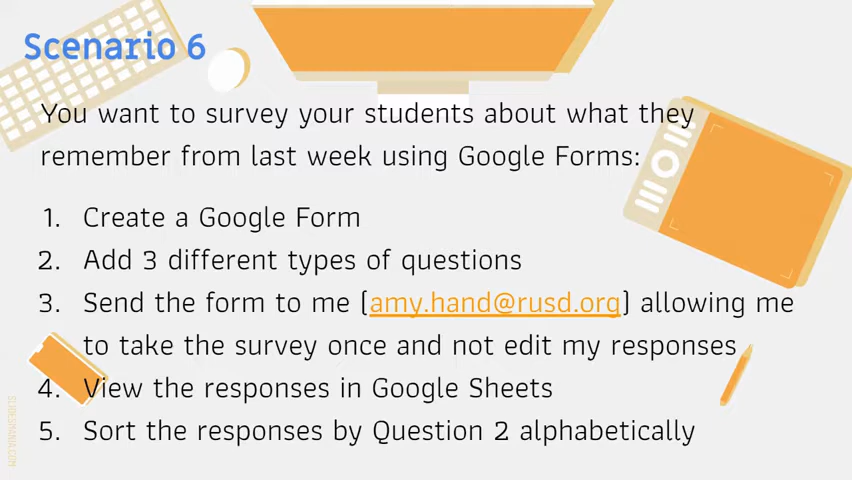 Scenario 6
You want to survey your students about what they
remember from last week using Google Forms:
1. Create a Google Form
2. Add 3 different types of questions
3. Send the form to me (amy.hand@rusd.org) allowing me
to take the survey once and not edit my responses
4. View the responses in Google Sheets
5. Sort the responses by Question 2 alphabetically
SLIDESMANIA.COM